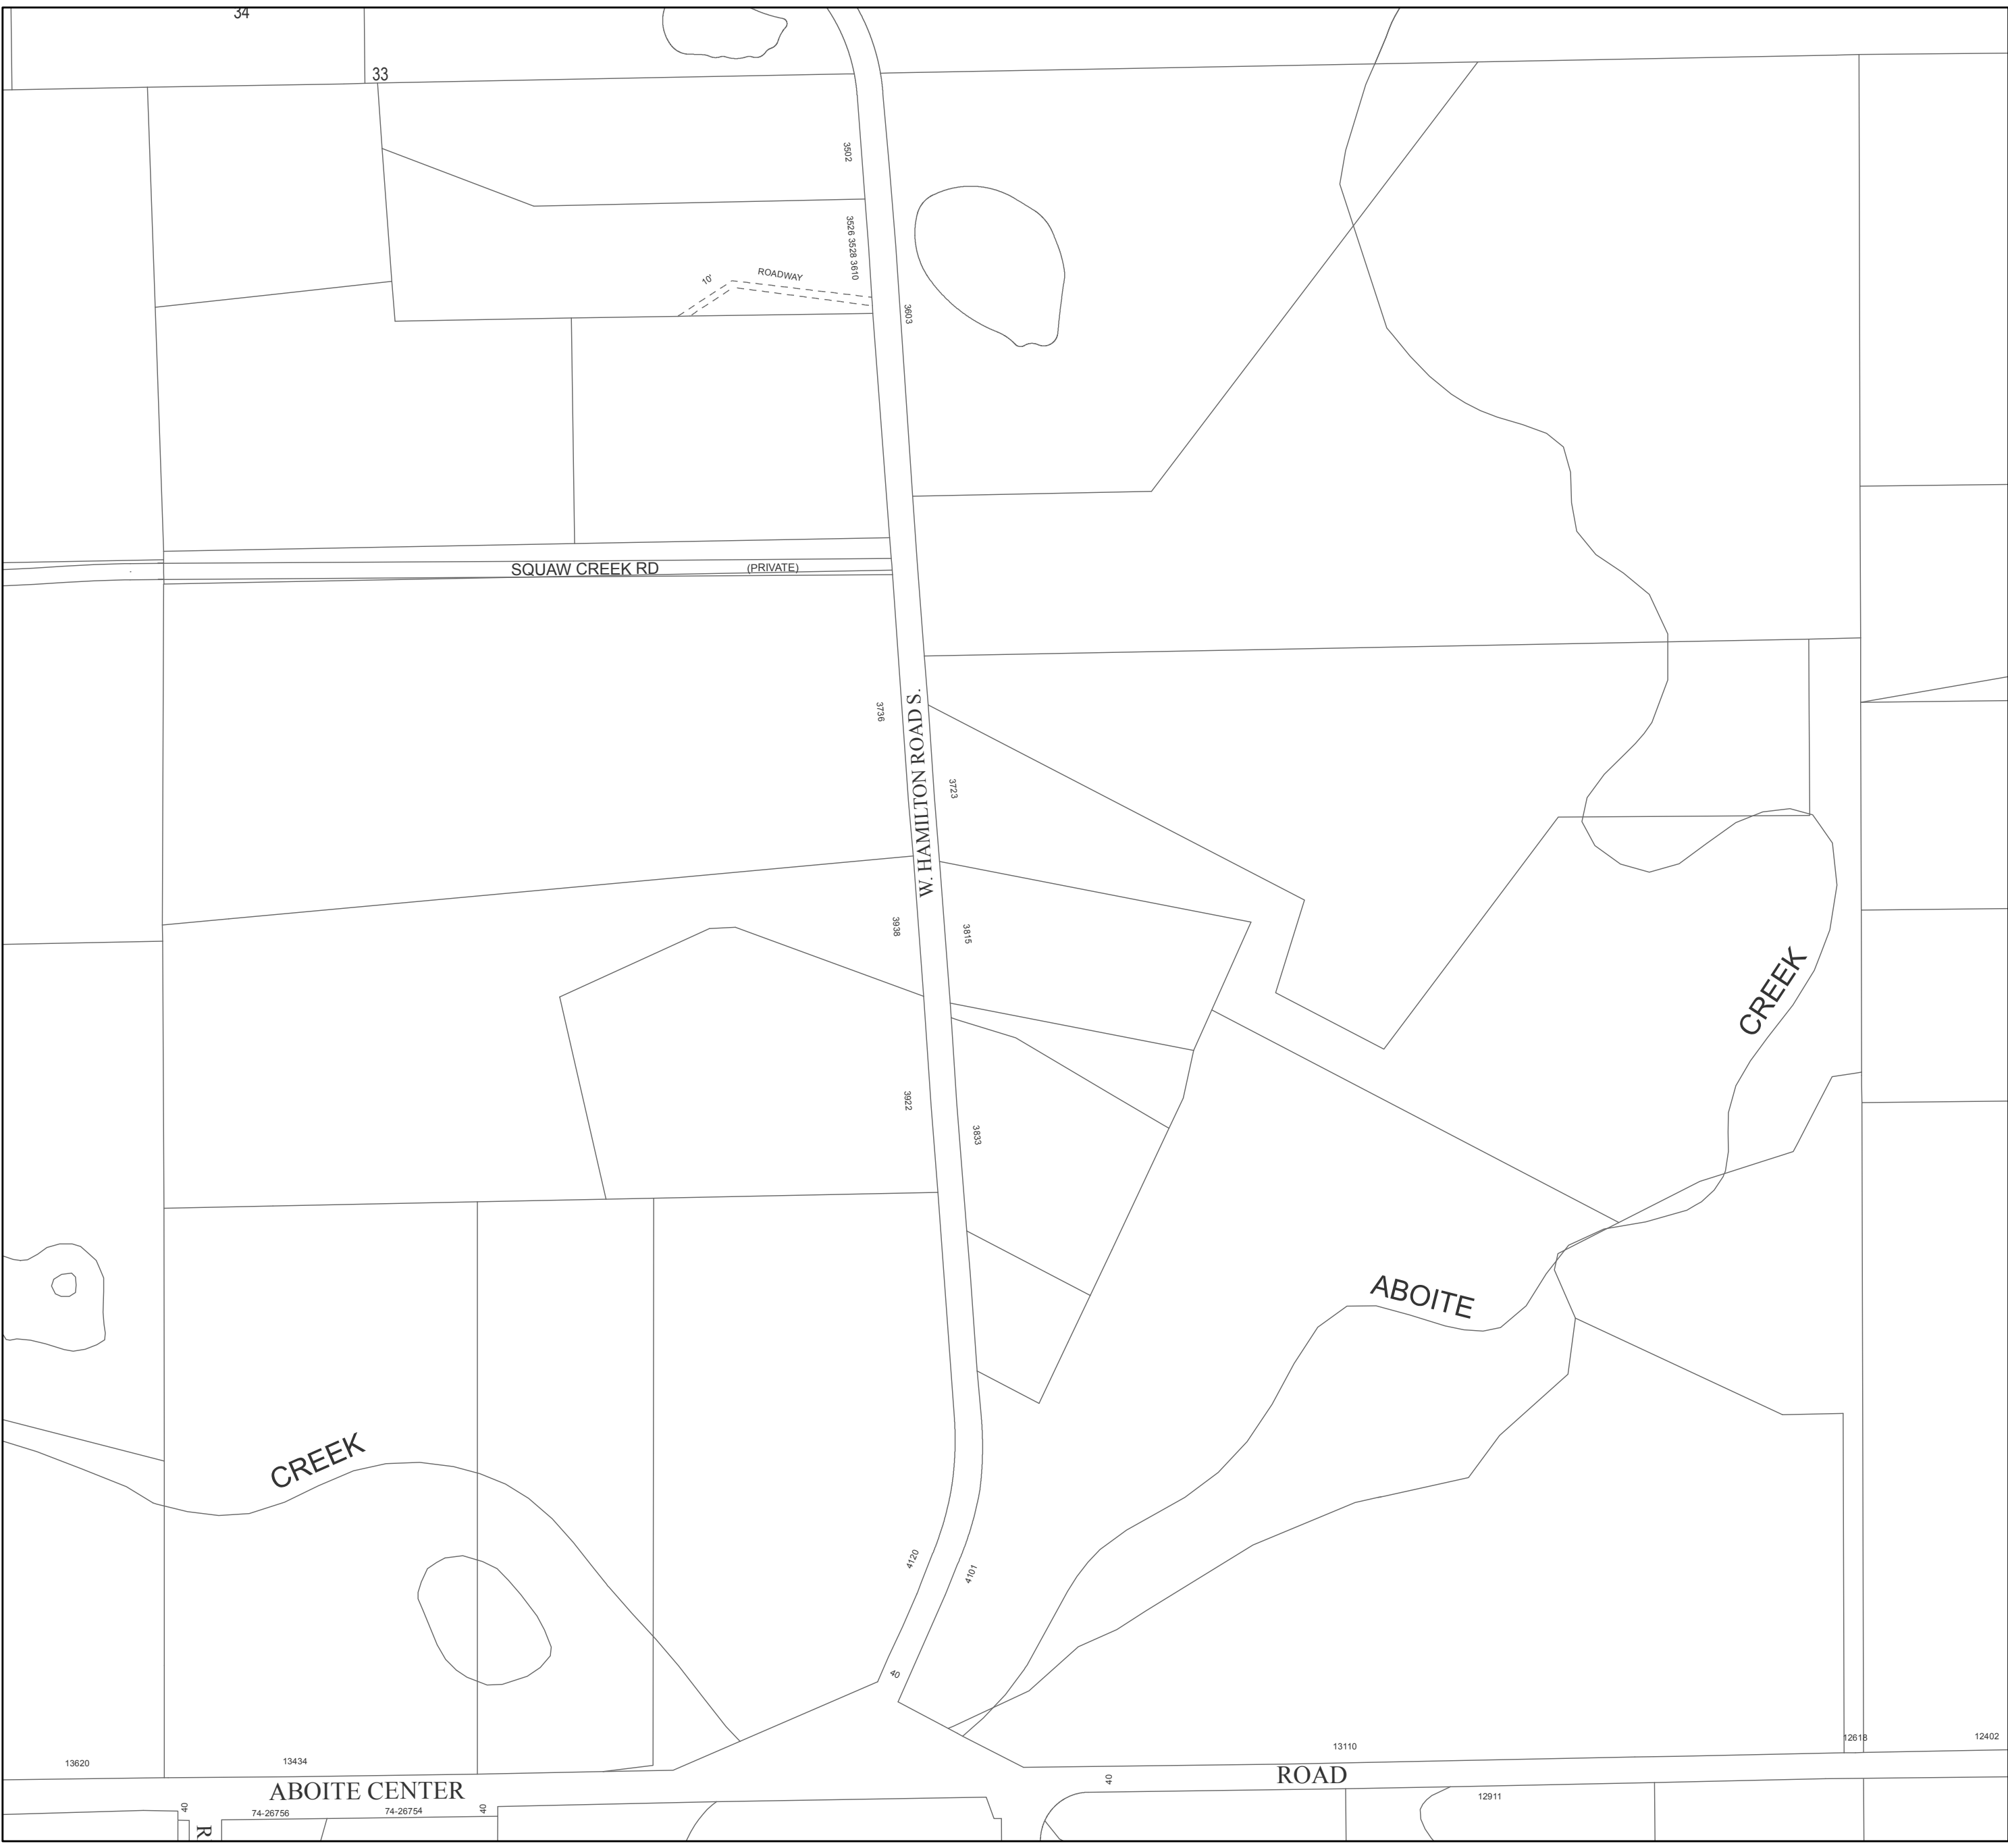 34
33
3502
3526 3528 3610
10'
ROADWAY
3603
SQUAW CREEK RD
(PRIVATE)
3736
W. HAMILTON ROAD S.
3723
3938
3815
CREEK
3922
3833
ABOITE
CREEK
4120
4101
40
13620
13434
13110
12618
12402
ABOITE CENTER
ROAD
40
12911
40
74-26756
74-26754
40
R